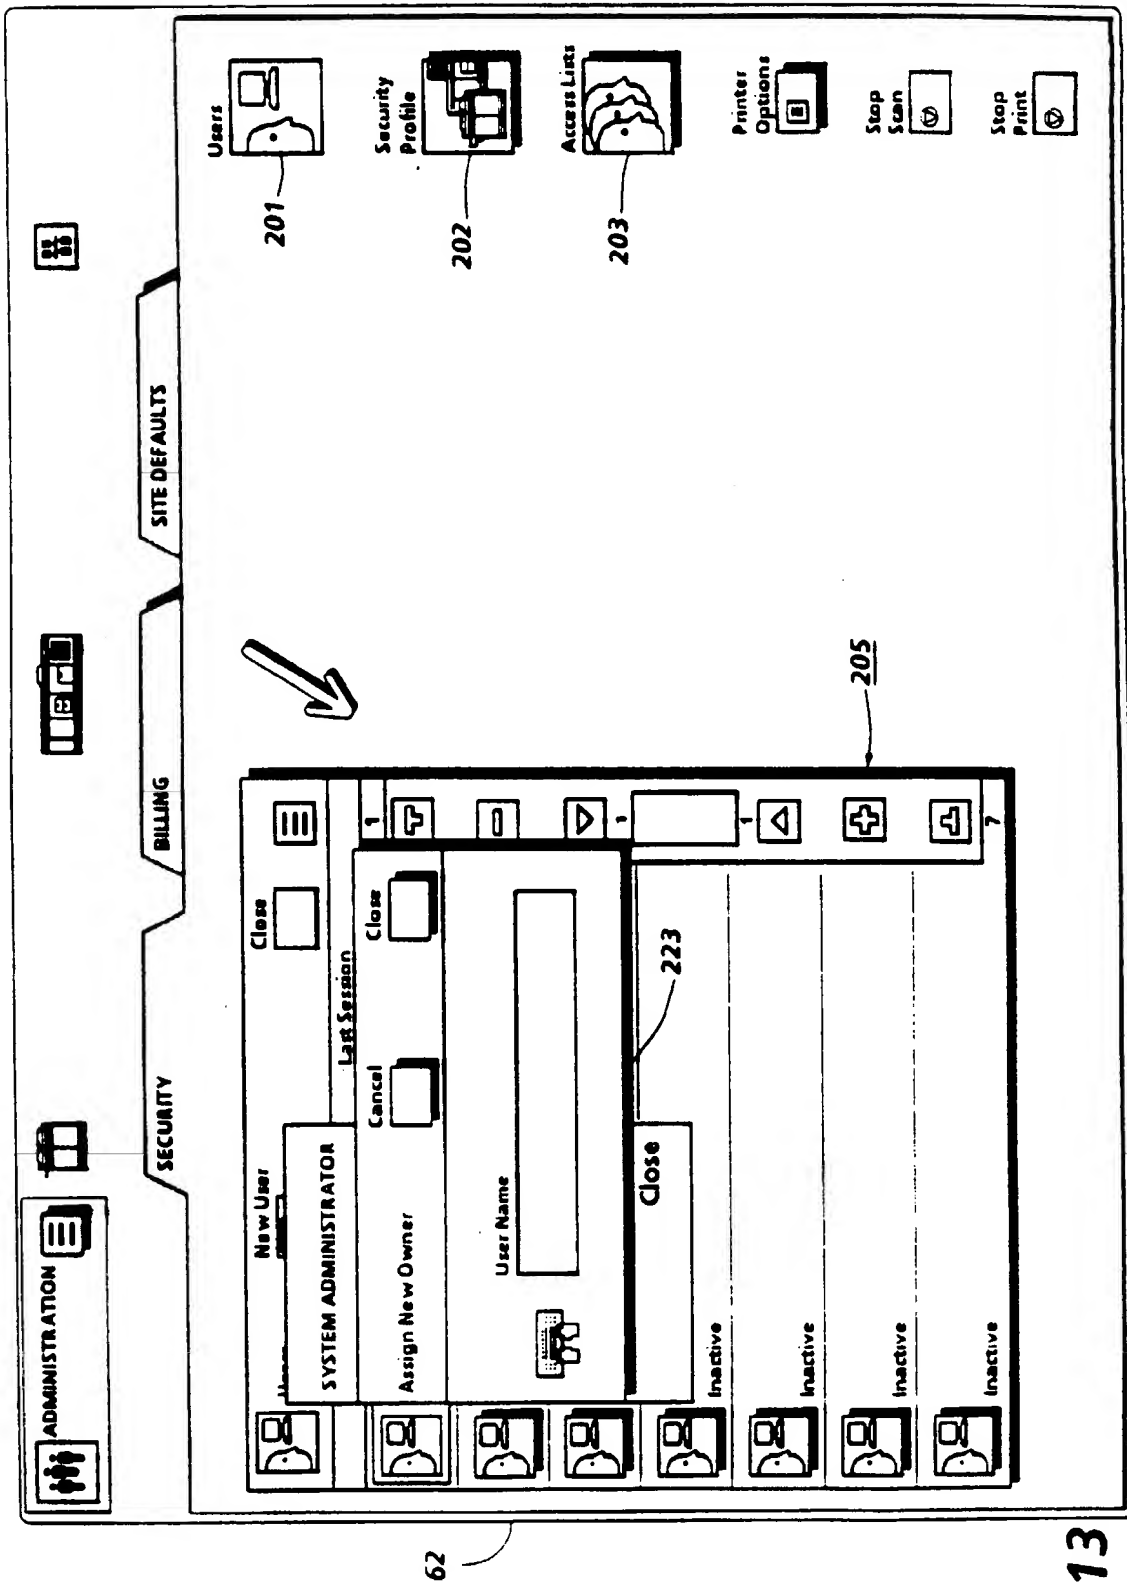 ADMINISTRATION
SECURITY
BILLING
SITE DEFAULTS
New User
Close
Last Session
SYSTEM ADMINISTRATOR
Assign New Owner
Cancel
Close
User Name
Close
Inactive
Inactive
Inactive
Inactive
1
1
7
Users
201
Security
Profile
202
Access Lists
203
Printer
Options
Stop
Scan
Stop
Print
205
223
62
13